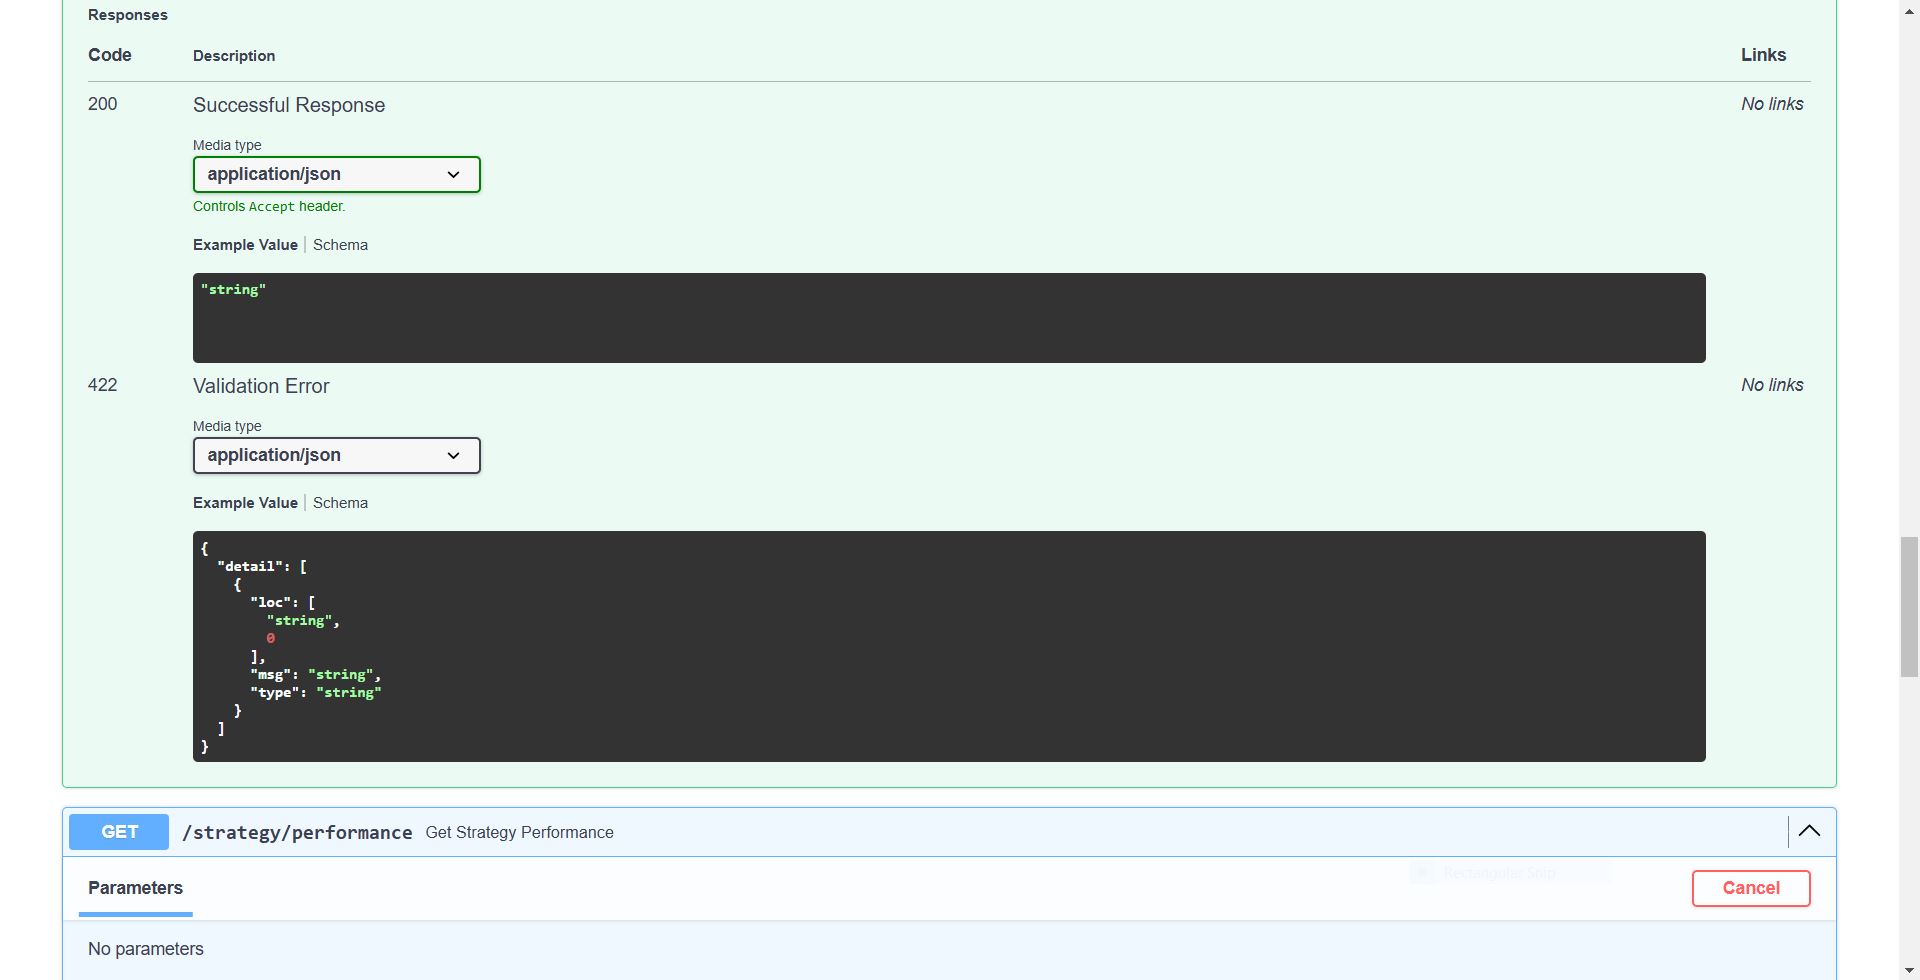 Responses
Code Description Links
200 Successful Response No links
Media type
application/json
Controls Accept header.
Example Value Schema
"string"
422 Validation Error No links
Media type
application/json
Example Value Schema
{
  "detail": [
    {
      "loc": [
        "string",
        0
      ],
      "msg": "string",
      "type": "string"
    }
  ]
}
GET /strategy/performance Get Strategy Performance
Rectangular Snip
Parameters Cancel
No parameters